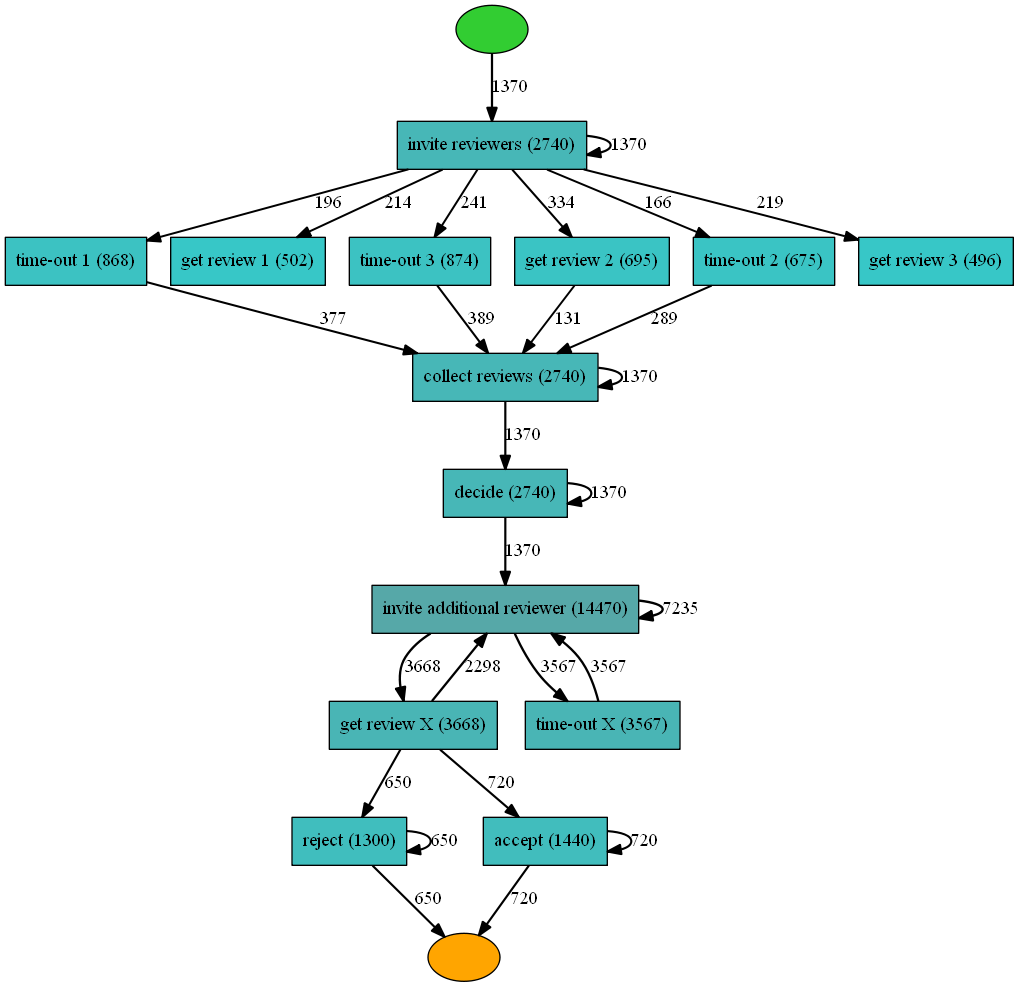 1370
invite reviewers (2740)
1370
196
214
241
334
166
219
time-out 1 (868)
get review 1 (502)
time-out 3 (874)
get review 2 (695)
time-out 2 (675)
get review 3 (496)
377
389
131
289
collect reviews (2740)
1370
1370
decide (2740)
1370
1370
invite additional reviewer (14470)
7235
3668
2298
3567
3567
get review X (3668)
time-out X (3567)
650
720
reject (1300)
650
accept (1440)
720
650
720